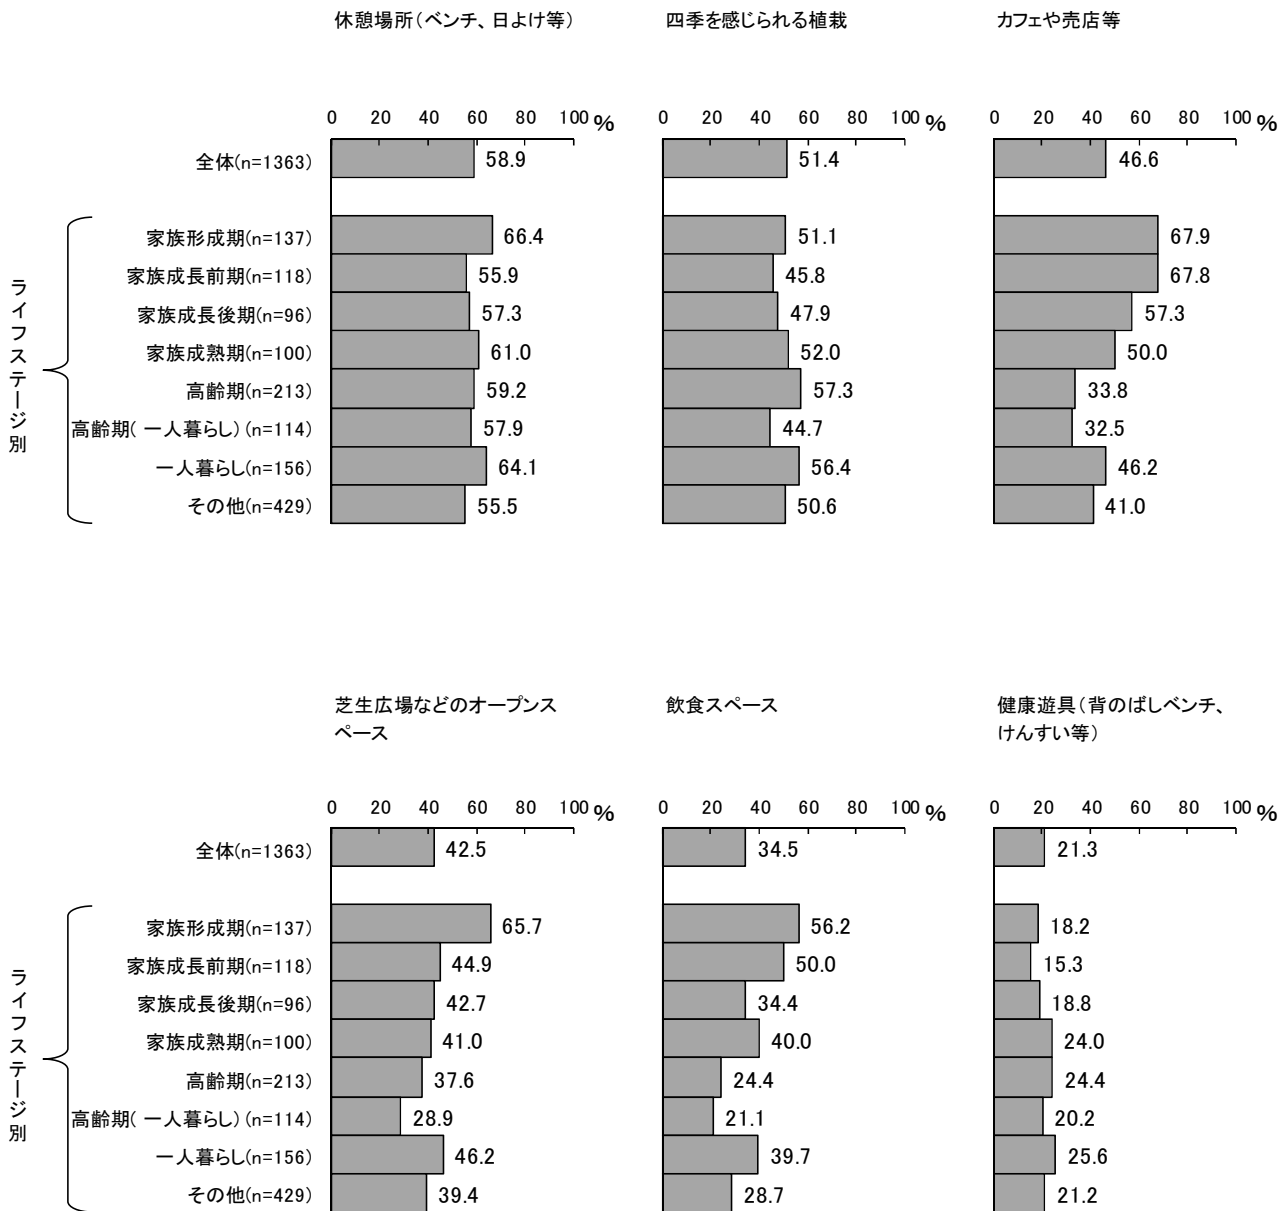 休憩場所(ベンチ、日よけ等)
四季を感じられる植栽
カフェや売店等
0 20 40 60 80 100 %
0 20 40 60 80 100 %
0 20 40 60 80 100 %
全体(n=1363) 58.9 51.4 46.6
ライフステージ別
家族形成期(n=137) 66.4 51.1 67.9
家族成長前期(n=118) 55.9 45.8 67.8
家族成長後期(n=96) 57.3 47.9 57.3
家族成熟期(n=100) 61.0 52.0 50.0
高齢期(n=213) 59.2 57.3 33.8
高齢期(一人暮らし)(n=114) 57.9 44.7 32.5
一人暮らし(n=156) 64.1 56.4 46.2
その他(n=429) 55.5 50.6 41.0
芝生広場などのオープンス
ペース
飲食スペース
健康遊具(背のばしベンチ、
けんすい等)
0 20 40 60 80 100 %
0 20 40 60 80 100 %
0 20 40 60 80 100 %
全体(n=1363) 42.5 34.5 21.3
ライフステージ別
家族形成期(n=137) 65.7 56.2 18.2
家族成長前期(n=118) 44.9 50.0 15.3
家族成長後期(n=96) 42.7 34.4 18.8
家族成熟期(n=100) 41.0 40.0 24.0
高齢期(n=213) 37.6 24.4 24.4
高齢期(一人暮らし)(n=114) 28.9 21.1 20.2
一人暮らし(n=156) 46.2 39.7 25.6
その他(n=429) 39.4 28.7 21.2